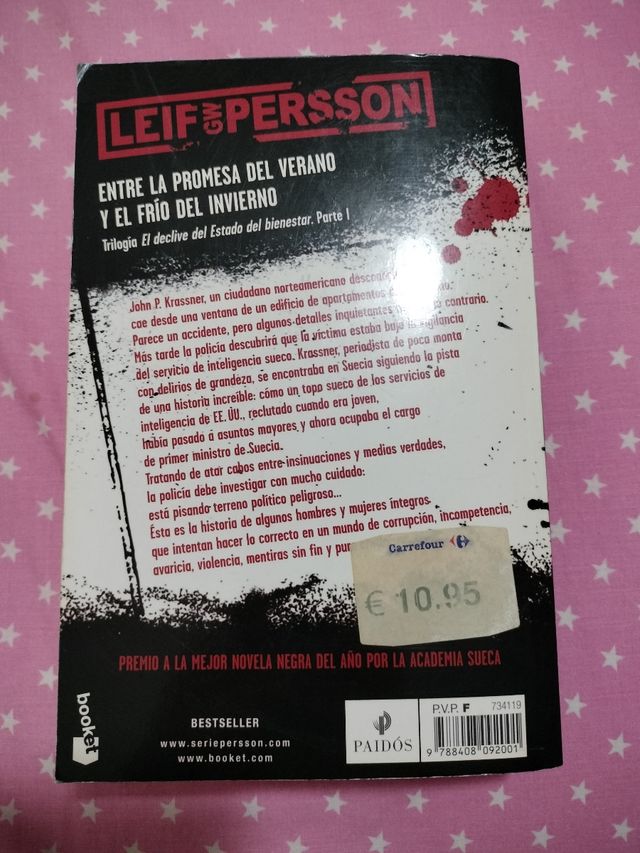 LEIF GW PERSSON
ENTRE LA PROMESA DEL VERANO
Y EL FRÍO DEL INVIERNO
Trilogía El declive del Estado del bienestar. Parte I
John P. Krassner, un ciudadano norteamericano
cae desde una ventana de un edificio de apartamentos
Parece un accidente, pero algunos detalles inquietantes contrario.
Más tarde la policía descubrirá que la víctima estaba bajo la vigilancia
del servicio de inteligencia sueco. Krassner, periodista de poca monta
con delirios de grandeza, se encontraba en Suecia siguiendo la pista
de una historia increíble: cómo un topo sueco de los servicios de
inteligencia de EE. UU., reclutado cuando era joven,
había pasado a asuntos mayores y ahora ocupaba el cargo
de primer ministro de Suecia.
Tratando de atar cabos entre insinuaciones y medias verdades,
la policía debe investigar con mucho cuidado:
está pisando terreno político peligroso...
Ésta es la historia de algunos hombres y mujeres íntegros
que intentan hacer lo correcto en un mundo de corrupción, incompetencia,
avaricia, violencia, mentiras sin fin y
Carrefour
€ 10.95
PREMIO A LA MEJOR NOVELA NEGRA DEL AÑO POR LA ACADEMIA SUECA
booket
BESTSELLER
www.seriepersson.com
www.booket.com
PAIDÓS
P.V.P. F 734119
9 788408 092001